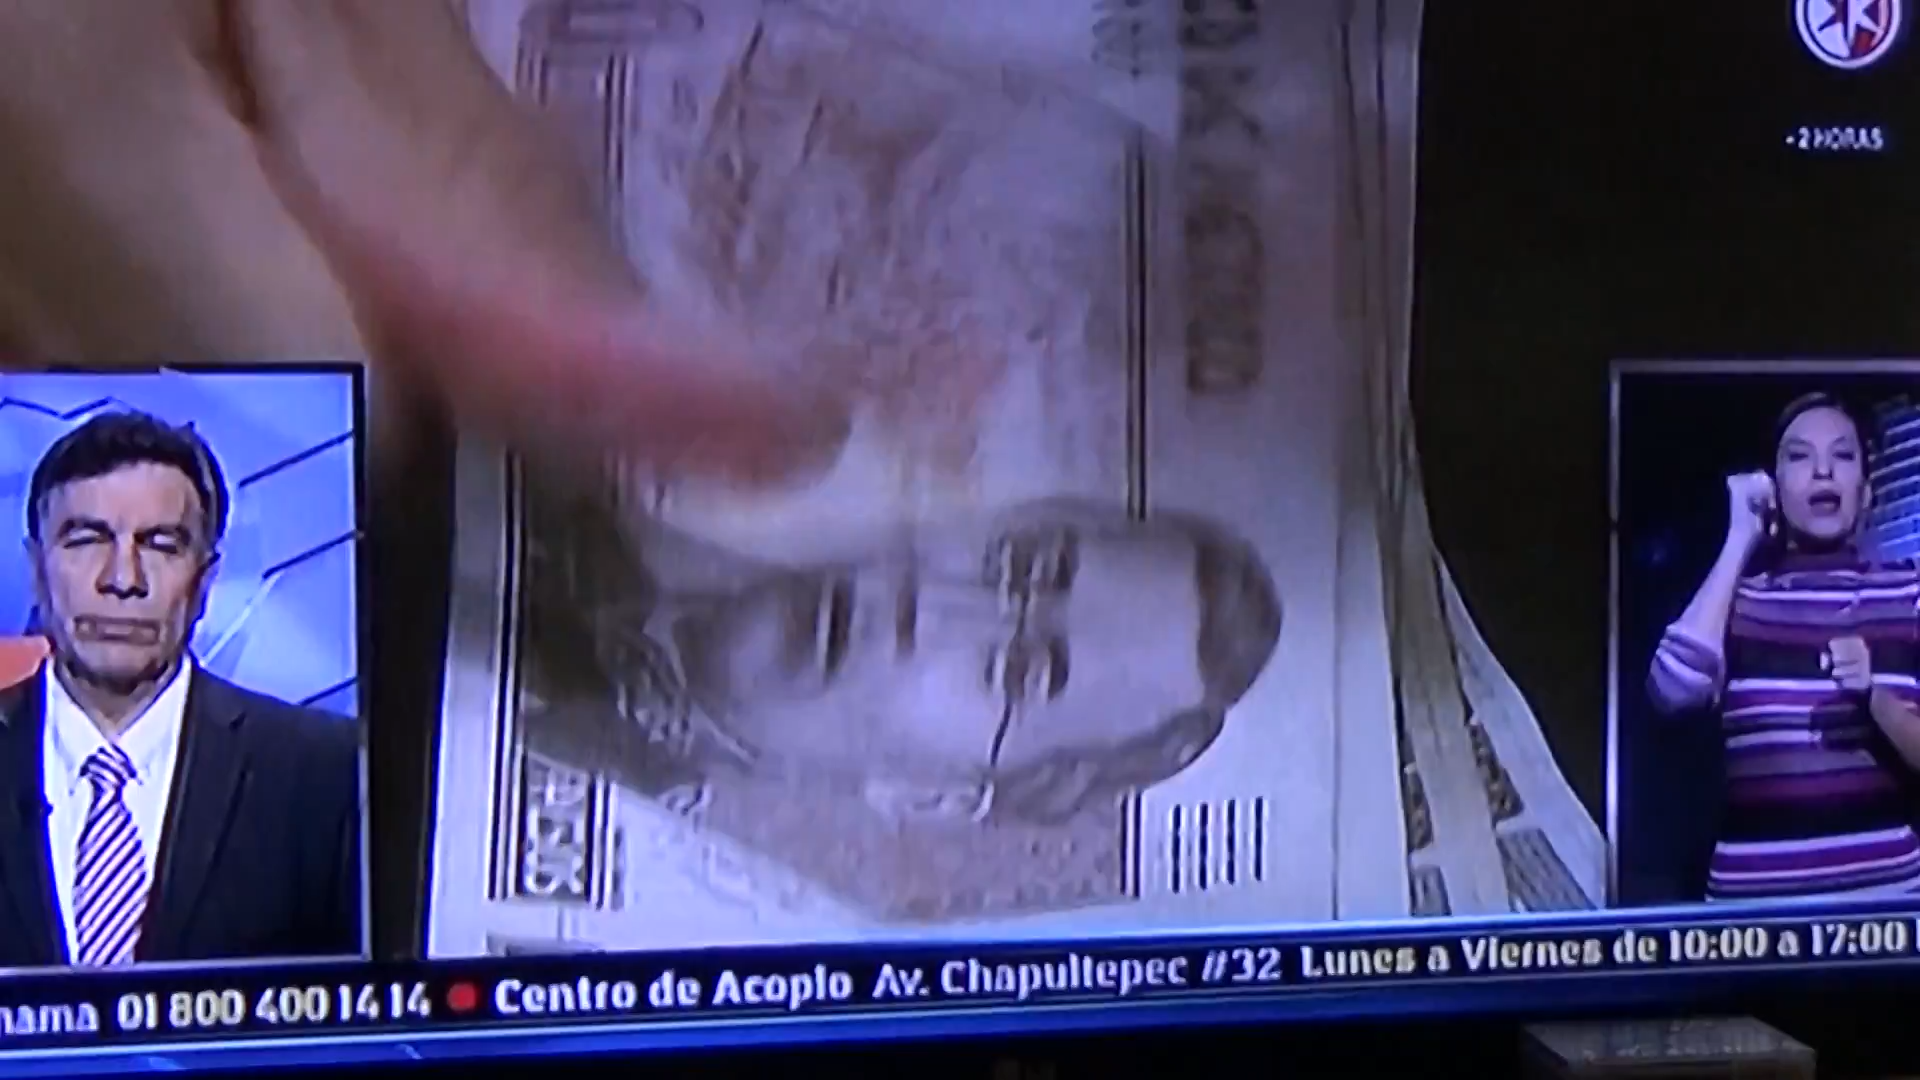 - 2 HORAS
nama 01 800 400 14 14 • Centro de Acopio Av. Chapultepec #32 Lunes a Viernes de 10:00 a 17:00